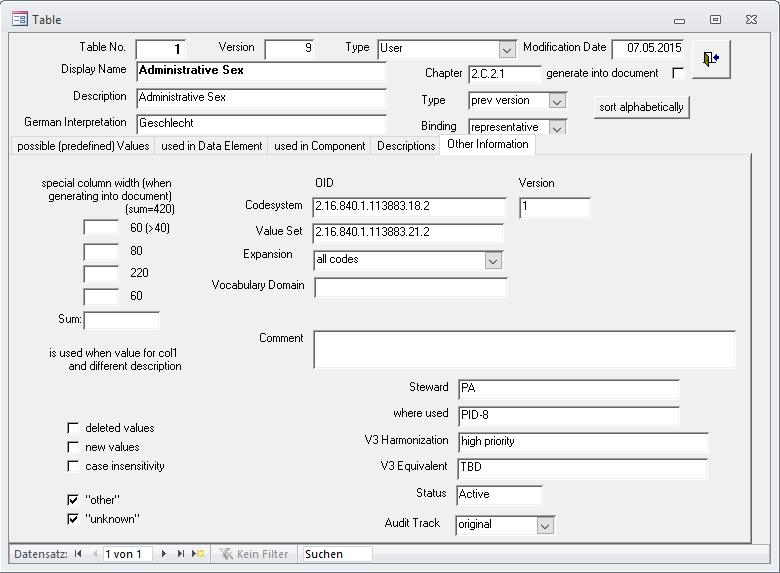 Table
Table No. 1 Version 9 Type User Modification Date 07.05.2015
Display Name Administrative Sex
Chapter 2.C.2.1 generate into document
Description Administrative Sex
Type prev version sort alphabetically
German Interpretation Geschlecht
Binding representative
possible (predefined) Values used in Data Element used in Component Descriptions Other Information
special column width (when
generating into document)
(sum=420)
60 (>40)
80
220
60
Sum:
is used when value for col1
and different description
OID Version
Codesystem 2.16.840.1.113883.18.2 1
Value Set 2.16.840.1.113883.21.2
Expansion all codes
Vocabulary Domain
Comment
Steward PA
where used PID-8
V3 Harmonization high priority
V3 Equivalent TBD
Status Active
Audit Track original
deleted values
new values
case insensitivity
"other"
"unknown"
Datensatz: 1 von 1 Kein Filter Suchen